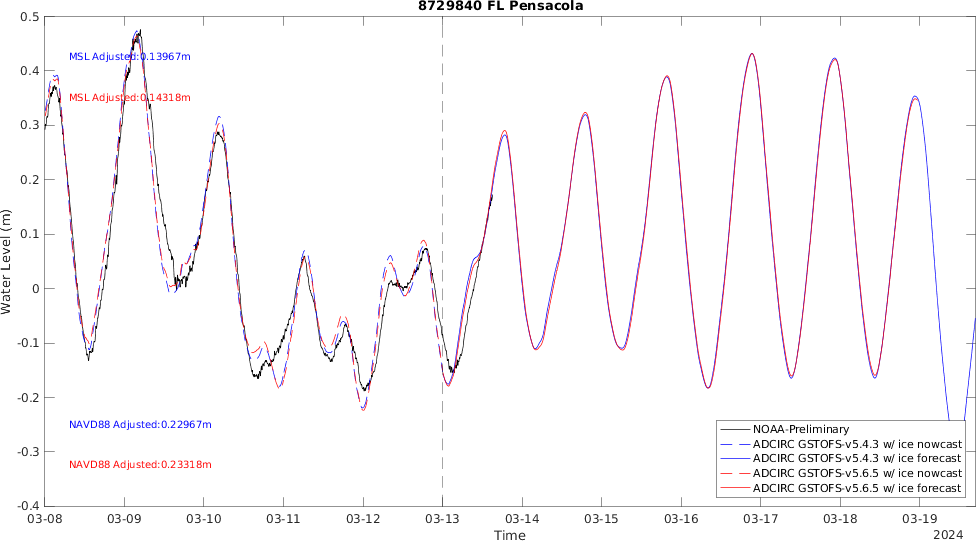 8729840 FL Pensacola
0.5
0.4
0.3
0.2
0.1
0
-0.1
-0.2
-0.3
-0.4
Water Level (m)
MSL Adjusted:0.13967m
MSL Adjusted:0.14318m
NAVD88 Adjusted:0.22967m
NAVD88 Adjusted:0.23318m
NOAA-Preliminary
ADCIRC GSTOFS-v5.4.3 w/ ice nowcast
ADCIRC GSTOFS-v5.4.3 w/ ice forecast
ADCIRC GSTOFS-v5.6.5 w/ ice nowcast
ADCIRC GSTOFS-v5.6.5 w/ ice forecast
03-08 03-09 03-10 03-11 03-12 03-13 03-14 03-15 03-16 03-17 03-18 03-19
Time
2024